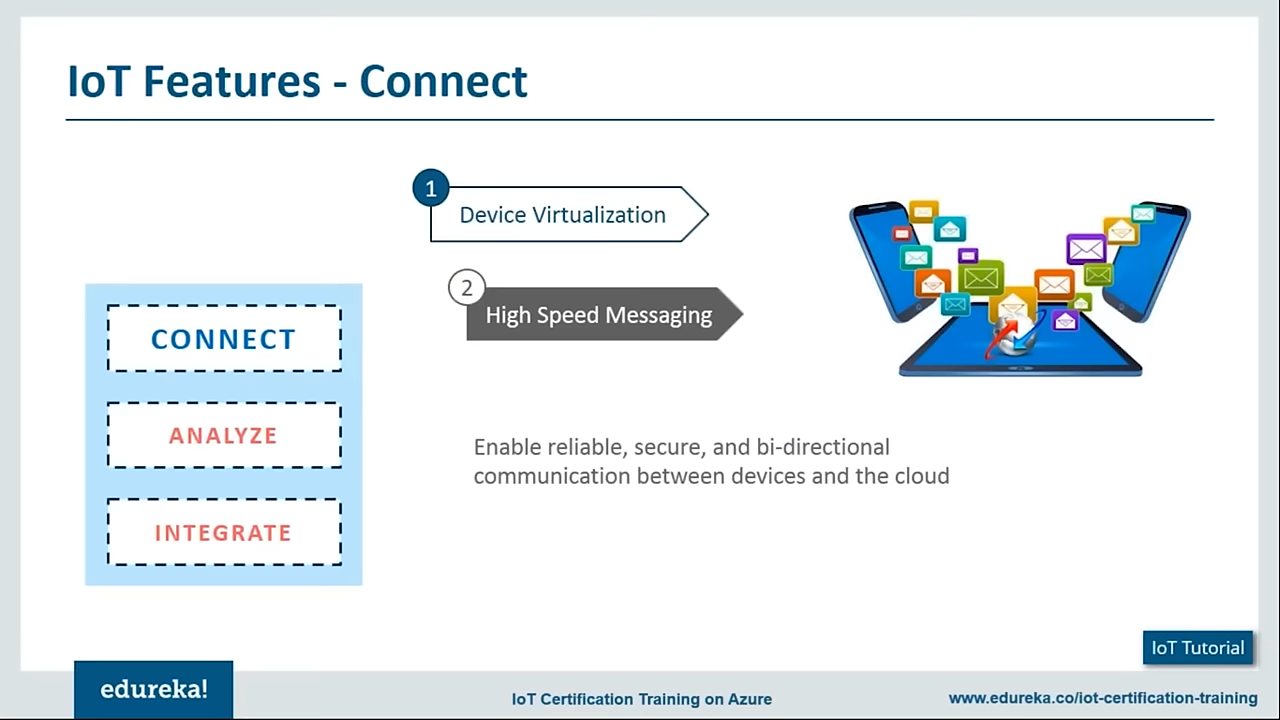 IoT Features - Connect
1
Device Virtualization
2
High Speed Messaging
CONNECT
ANALYZE
INTEGRATE
Enable reliable, secure, and bi-directional
communication between devices and the cloud
IoT Tutorial
edureka!
IoT Certification Training on Azure
www.edureka.co/iot-certification-training